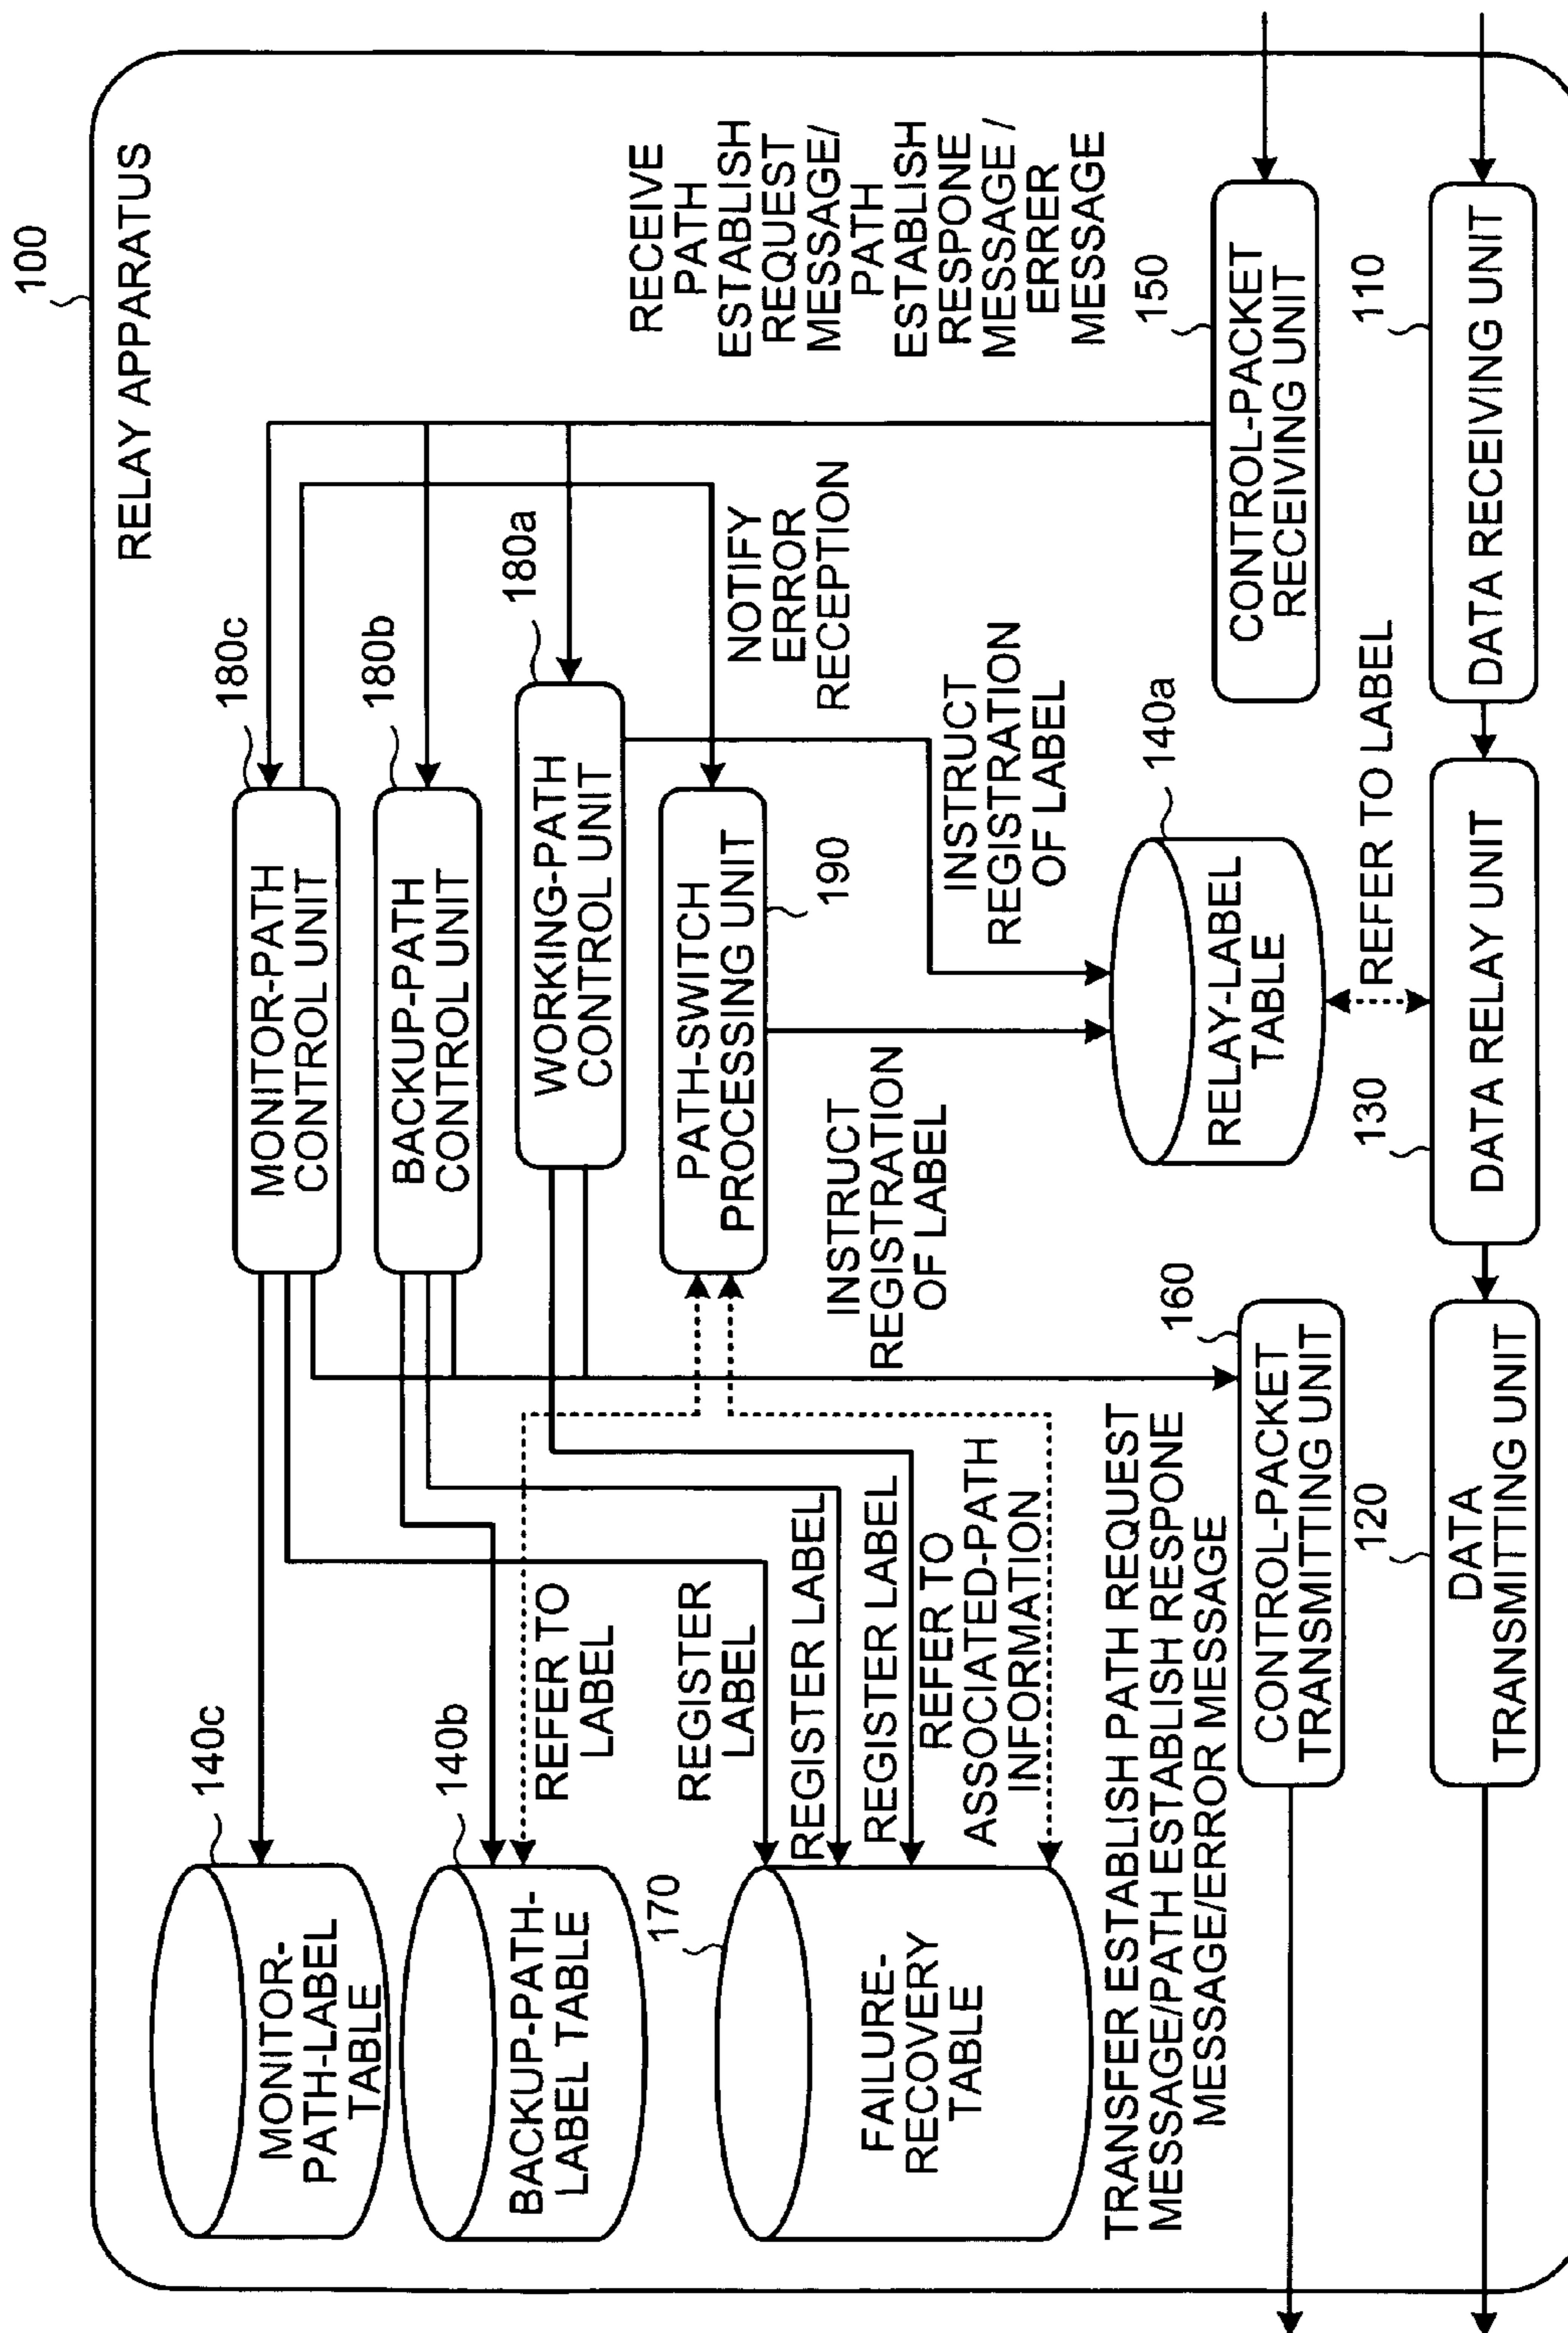 100
RELAY APPARATUS
140c
MONITOR-
PATH-LABEL
TABLE
140b
BACKUP-PATH-
LABEL TABLE
170
FAILURE-
RECOVERY
TABLE
REFER TO
LABEL
REGISTER
LABEL
REGISTER LABEL
REGISTER LABEL
REFER TO
ASSOCIATED-PATH
INFORMATION
TRANSFER ESTABLISH PATH REQUEST
MESSAGE/PATH ESTABLISH RESPONE
MESSAGE/ERROR MESSAGE
180c
MONITOR-PATH
CONTROL UNIT
180b
BACKUP-PATH
CONTROL UNIT
180a
WORKING-PATH
CONTROL UNIT
PATH-SWITCH
PROCESSING UNIT
190
NOTIFY
ERROR
RECEPTION
INSTRUCT
REGISTRATION
OF LABEL
INSTRUCT
REGISTRATION
OF LABEL
140a
RELAY-LABEL
TABLE
REFER TO LABEL
RECEIVE
PATH
ESTABLISH
REQUEST
MESSAGE/
PATH
ESTABLISH
RESPONE
MESSAGE /
ERRER
MESSAGE
160
CONTROL-PACKET
TRANSMITTING UNIT
150
CONTROL-PACKET
RECEIVING UNIT
120
DATA
TRANSMITTING UNIT
130
DATA RELAY UNIT
110
DATA RECEIVING UNIT